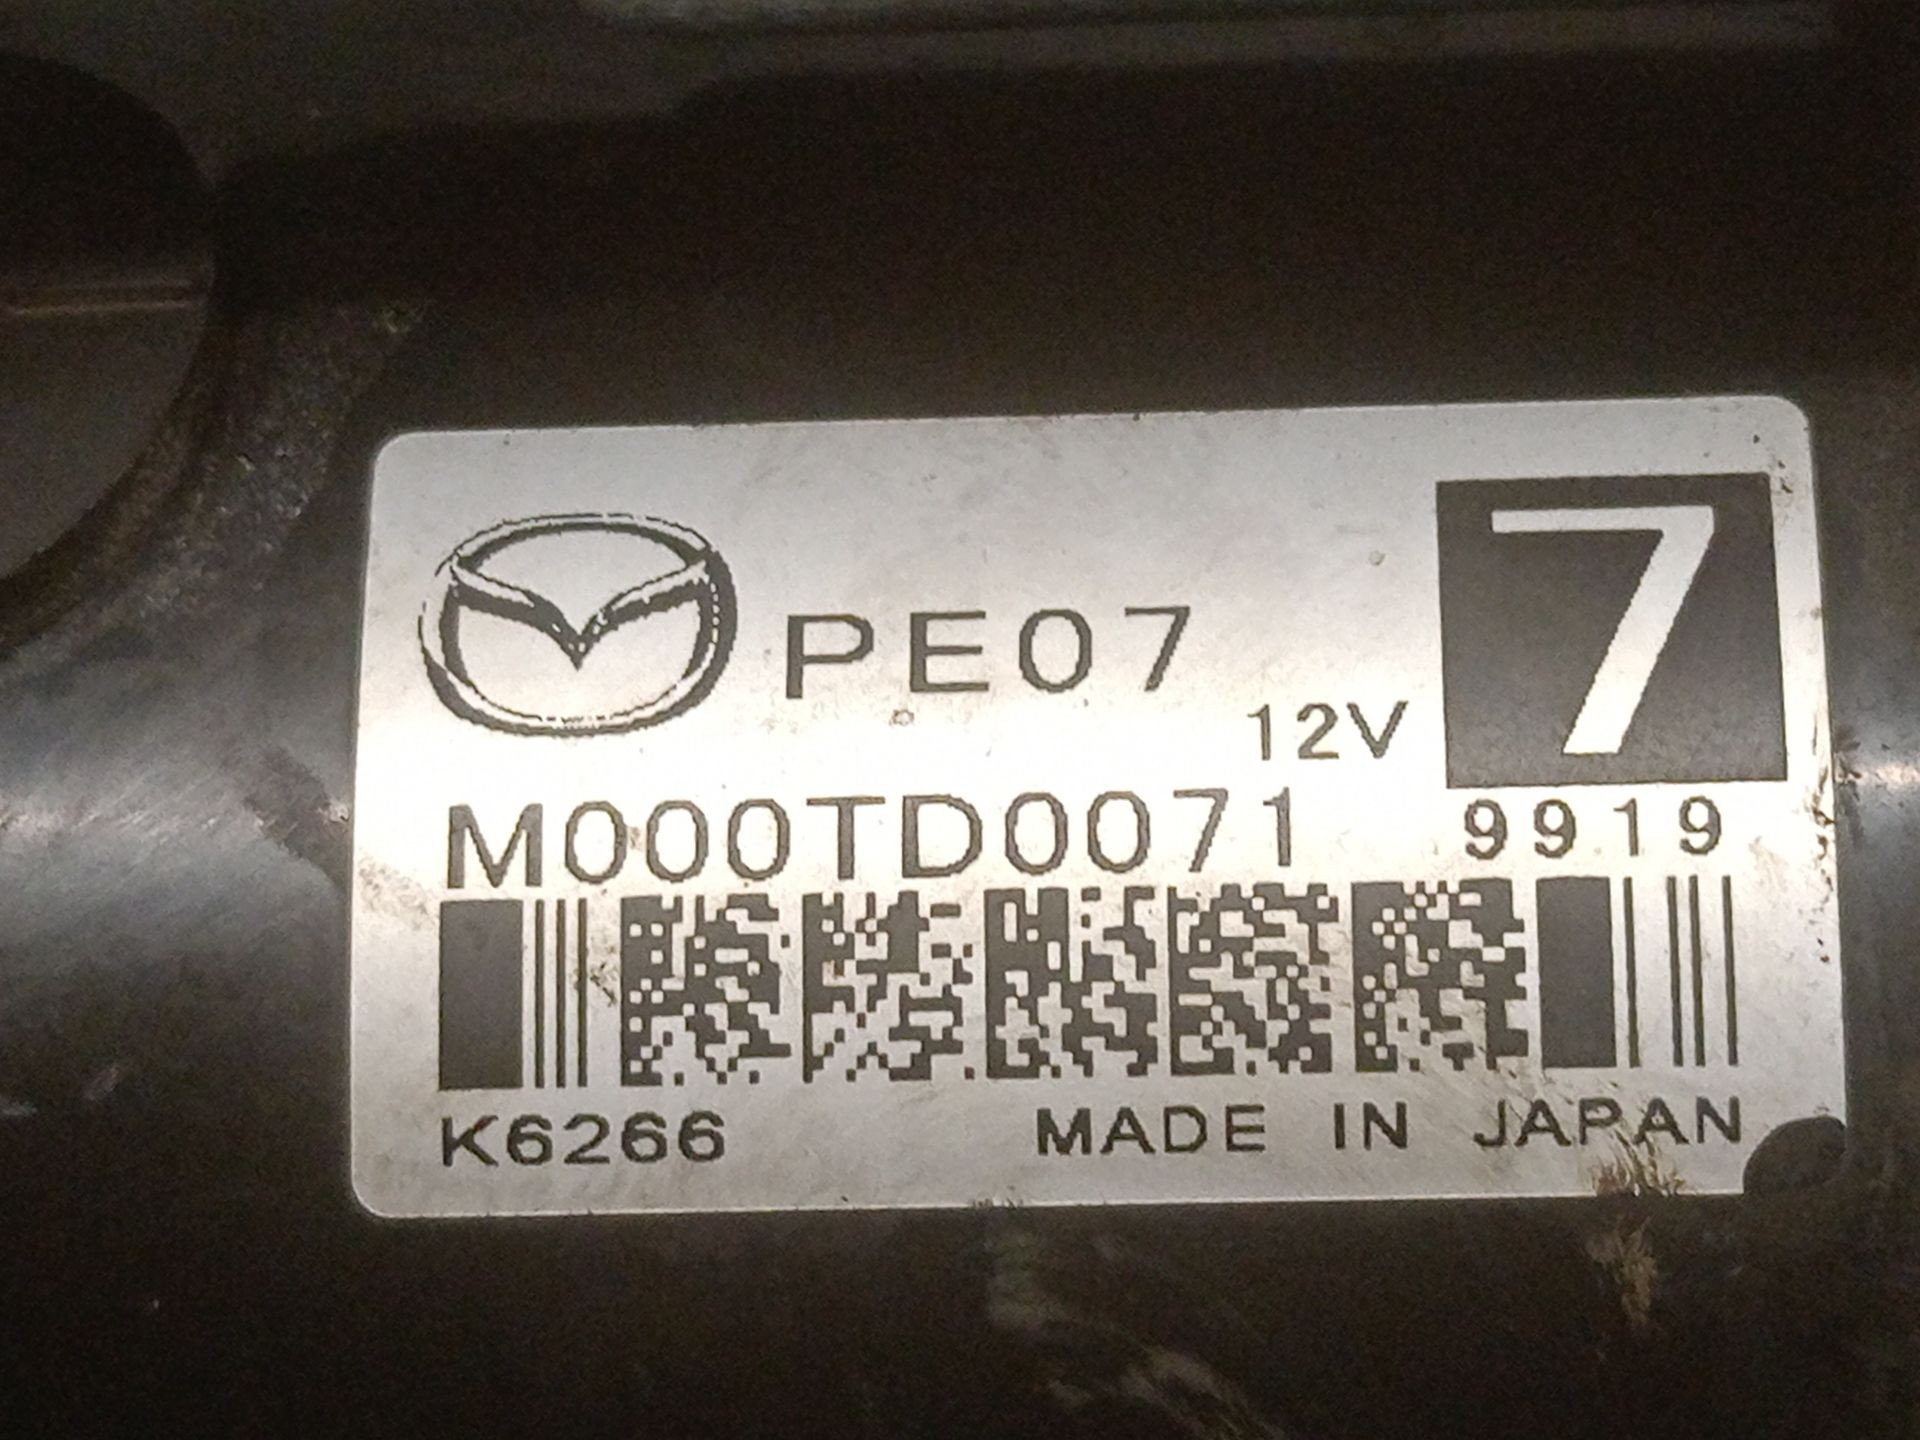 PE07
12V
7
M000TD0071
9919
K6266
MADE IN JAPAN